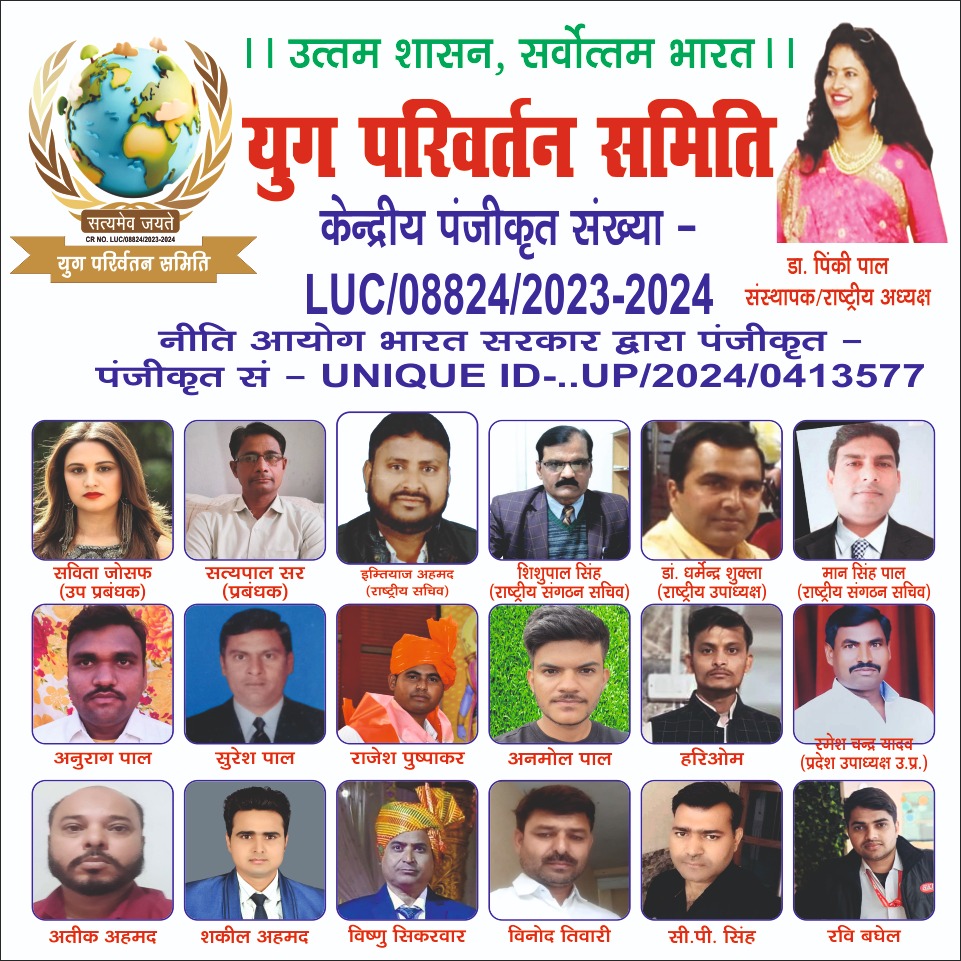 ।। उत्तम शासन, सर्वोत्तम भारत ।।
युग परिवर्तन समिति
केन्द्रीय पंजीकृत संख्या –
LUC/08824/2023-2024
सत्यमेव जयते
CR NO. LUC/08824/2023-2024
युग परिर्वतन समिति
डा. पिंकी पाल
संस्थापक/राष्ट्रीय अध्यक्ष
नीति आयोग भारत सरकार द्वारा पंजीकृत –
पंजीकृत सं – UNIQUE ID-..UP/2024/0413577
सविता जोसफ
(उप प्रबंधक)
सत्यपाल सर
(प्रबंधक)
इम्तियाज अहमद
(राष्ट्रीय सचिव)
शिशुपाल सिंह
(राष्ट्रीय संगठन सचिव)
डां. धर्मेन्द्र शुक्ला
(राष्ट्रीय उपाध्यक्ष)
मान सिंह पाल
(राष्ट्रीय संगठन सचिव)
अनुराग पाल
सुरेश पाल
राजेश पुष्पाकर
अनमोल पाल
हरिओम
रमेश चन्द्र यादव
(प्रदेश उपाध्यक्ष उ.प्र.)
अतीक अहमद
शकील अहमद
विष्णु सिकरवार
विनोद तिवारी
सी.पी. सिंह
रवि बघेल